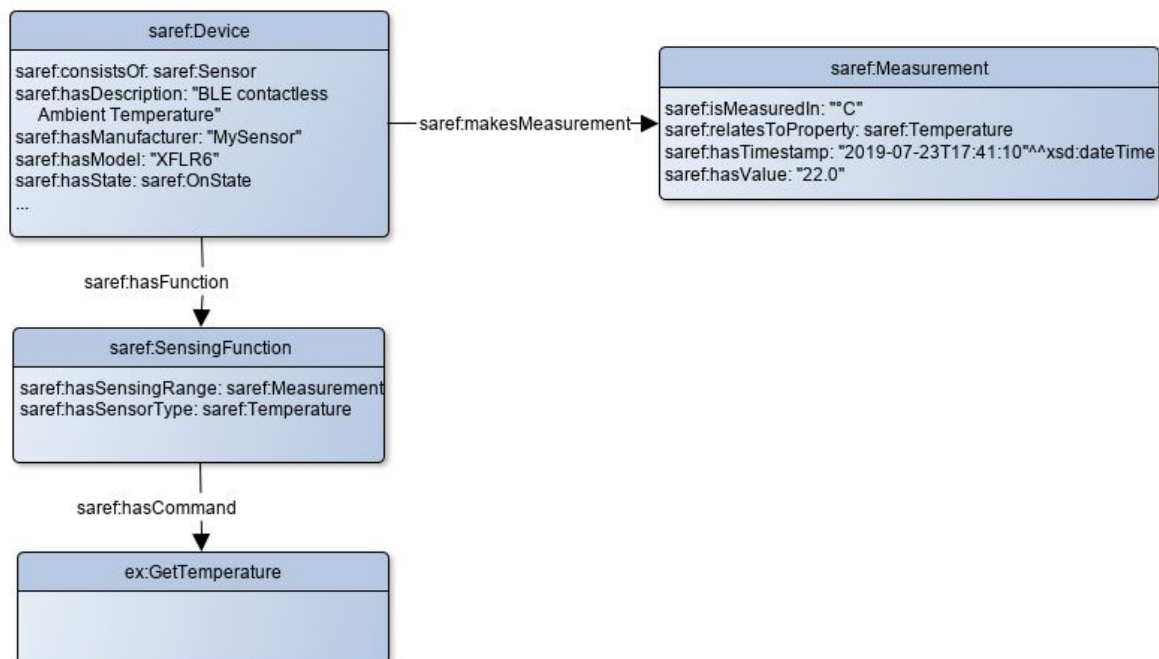 saref:Device
saref:consistsOf: saref:Sensor
saref:hasDescription: "BLE contactless
Ambient Temperature"
saref:hasManufacturer: "MySensor"
saref:hasModel: "XFLR6"
saref:hasState: saref:OnState
...
saref:makesMeasurement
saref:Measurement
saref:isMeasuredIn: "°C"
saref:relatesToProperty: saref:Temperature
saref:hasTimestamp: "2019-07-23T17:41:10"^^xsd:dateTime
saref:hasValue: "22.0"
saref:hasFunction
saref:SensingFunction
saref:hasSensingRange: saref:Measurement
saref:hasSensorType: saref:Temperature
saref:hasCommand
ex:GetTemperature